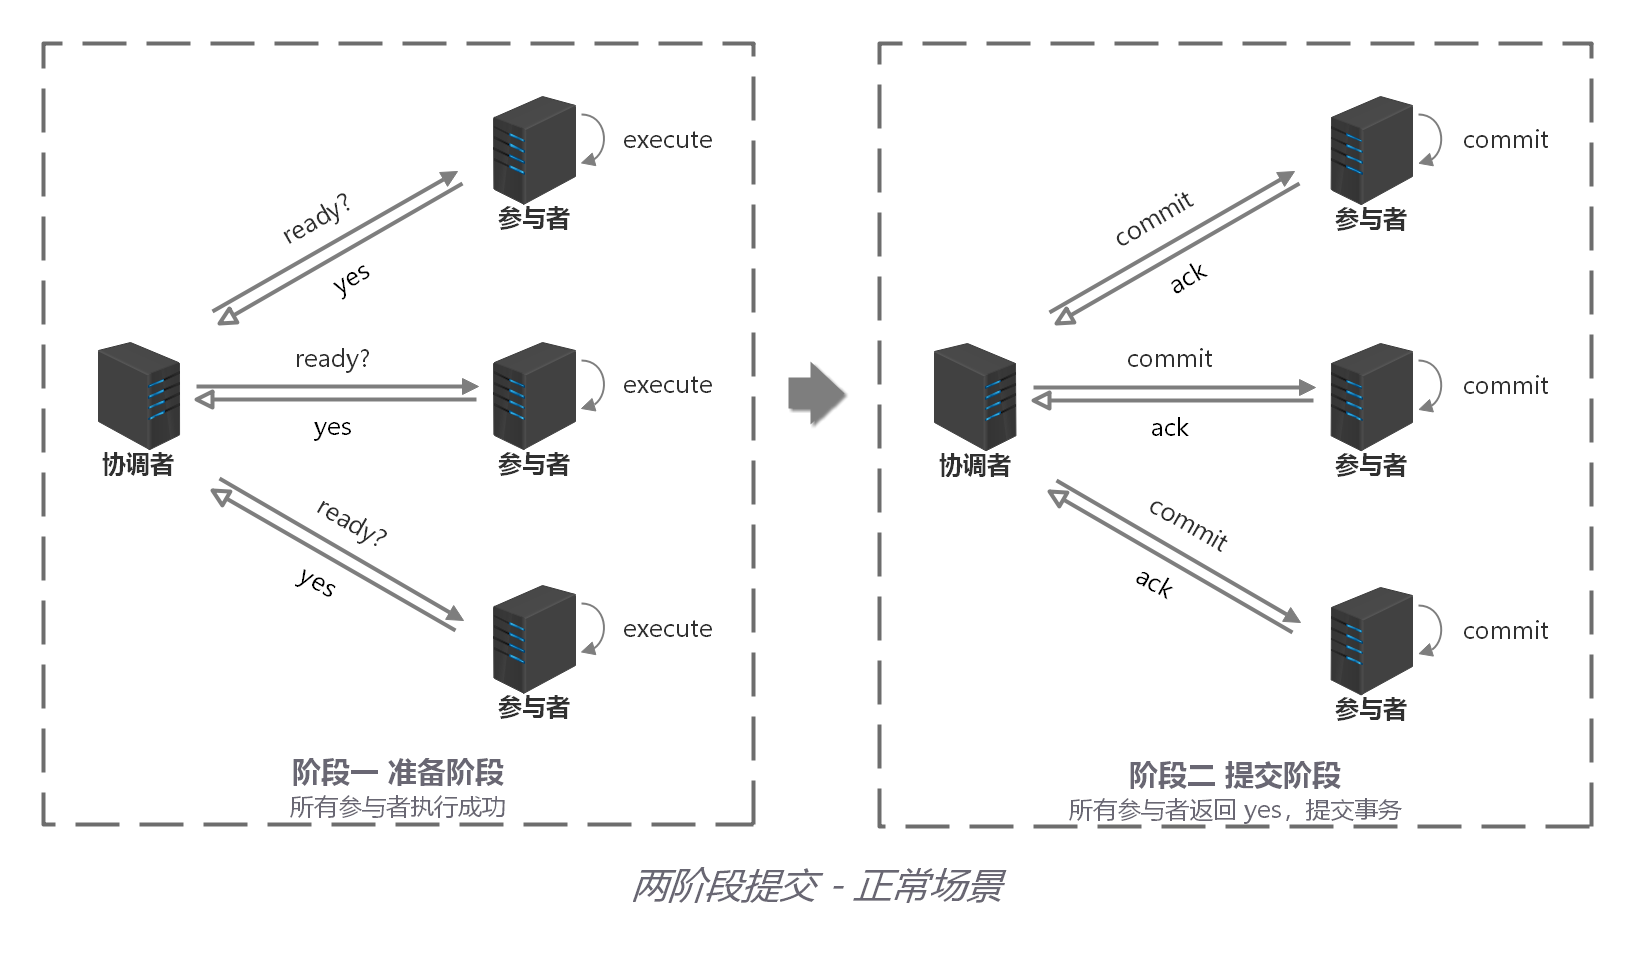 execute
ready?
参与者
yes
ready?
execute
yes
协调者
参与者
ready?
yes
execute
参与者
阶段一 准备阶段
所有参与者执行成功
commit
commit
参与者
ack
commit
commit
ack
协调者
参与者
commit
ack
commit
参与者
阶段二 提交阶段
所有参与者返回 yes，提交事务
两阶段提交 - 正常场景